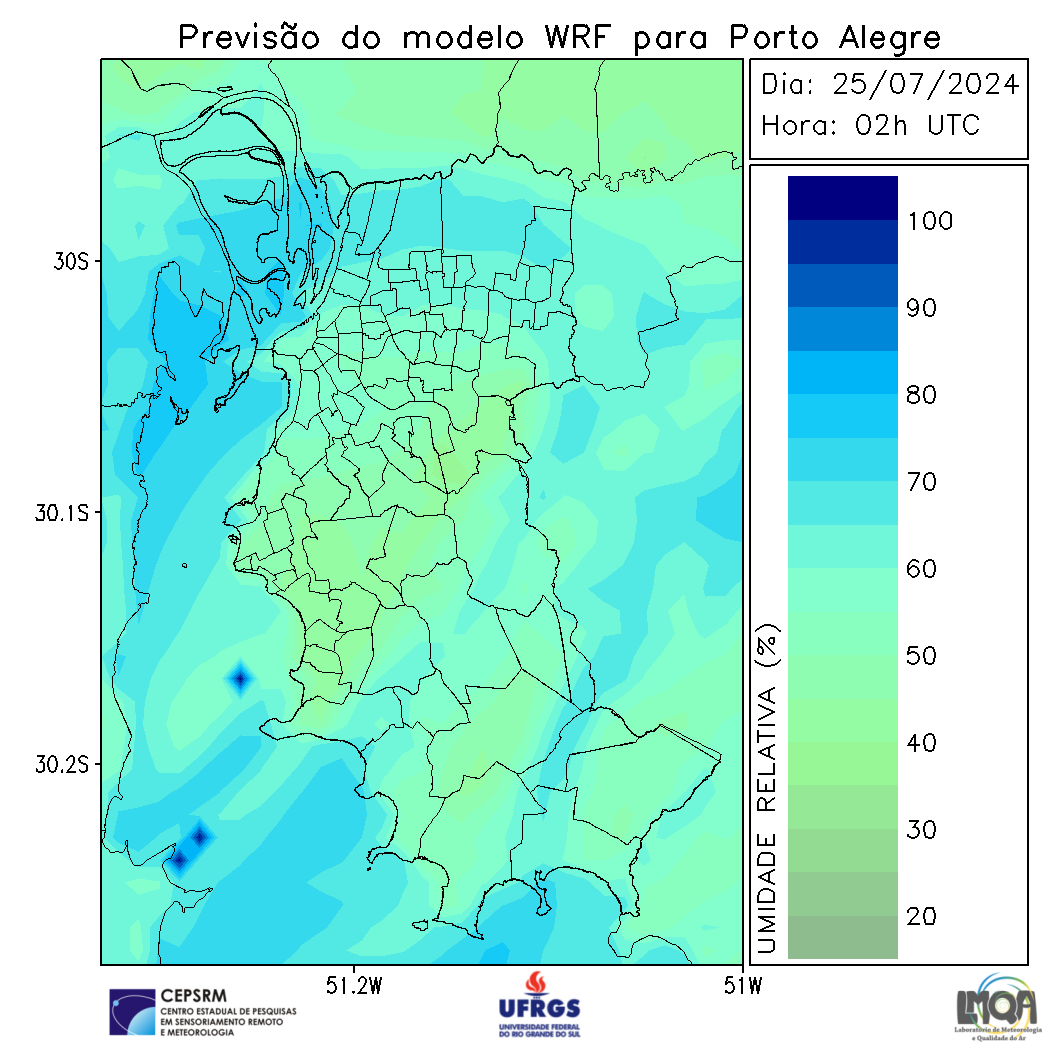 Previsão do modelo WRF para Porto Alegre
Dia: 25/07/2024
Hora: 02h UTC
30S
30.1S
30.2S
51.2W
51W
100
90
80
70
60
50
40
30
20
UMIDADE RELATIVA (%)
CEPSRM
CENTRO ESTADUAL DE PESQUISAS
EM SENSORIAMENTO REMOTO
E METEOROLOGIA
UFRGS
UNIVERSIDADE FEDERAL
DO RIO GRANDE DO SUL
LMQA
Laboratório de Meteorologia
e Qualidade do Ar